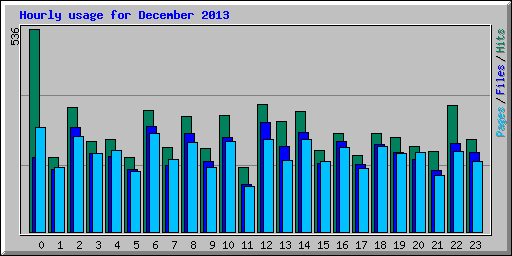 Hourly usage for December 2013
536
Pages / Files / Hits
0 1 2 3 4 5 6 7 8 9 10 11 12 13 14 15 16 17 18 19 20 21 22 23